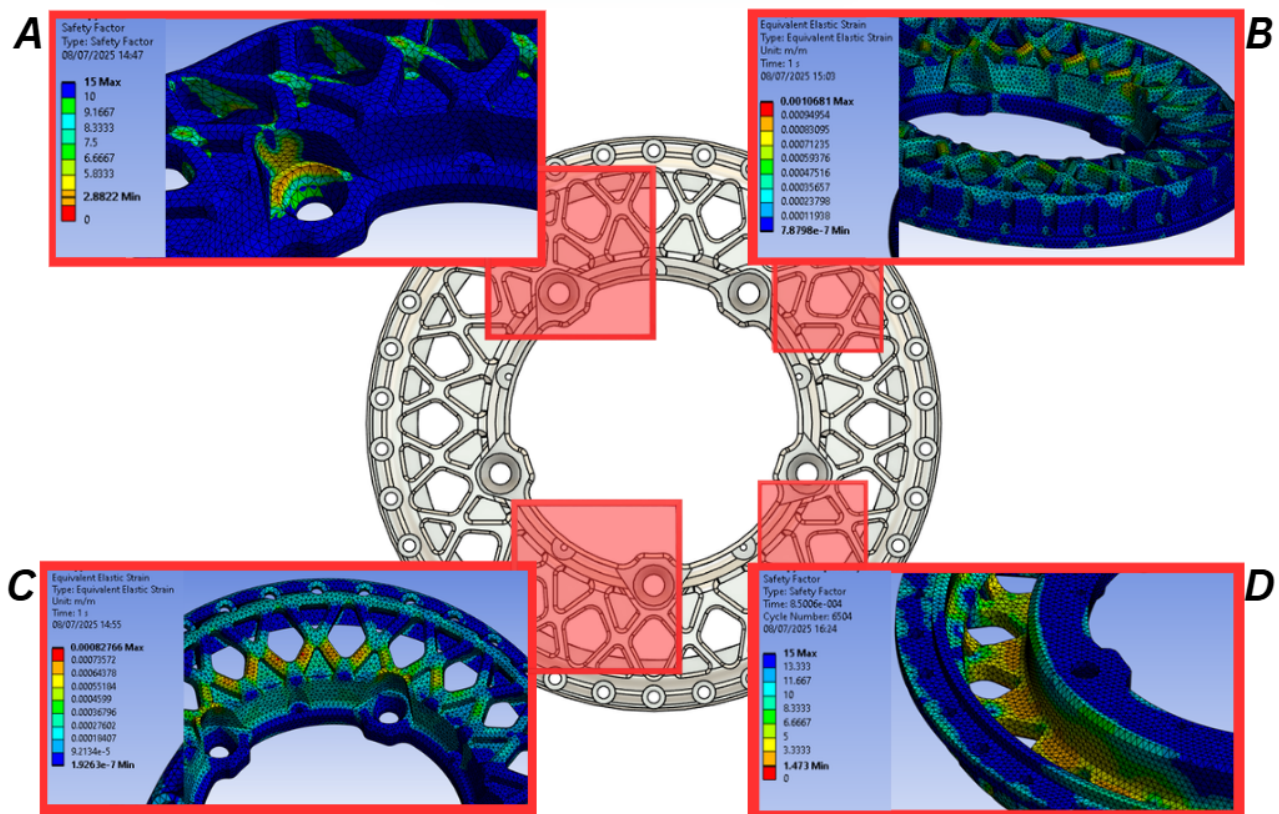 A
Safety Factor
Type: Safety Factor
08/07/2025 14:47
15 Max
10
9.1667
8.3333
7.5
6.6667
5.8333
2.8822 Min
0
B
Equivalent Elastic Strain
Type: Equivalent Elastic Strain
Unit: m/m
Time: 1 s
08/07/2025 15:03
0.0010681 Max
0.00094954
0.00083095
0.00071235
0.00059376
0.00047516
0.00035657
0.00023798
0.00011938
7.8798e-7 Min
C
Equivalent Elastic Strain
Type: Equivalent Elastic Strain
Unit: m/m
Time: 1 s
08/07/2025 14:55
0.00082766 Max
0.00073572
0.00064378
0.00055184
0.0004599
0.00036796
0.00027602
0.00018407
9.2134e-5
1.9263e-7 Min
D
Safety Factor
Type: Safety Factor
Time: 8.5006e-004
Cycle Number: 6504
08/07/2025 16:24
15 Max
13.333
11.667
10
8.3333
6.6667
5
3.3333
1.473 Min
0